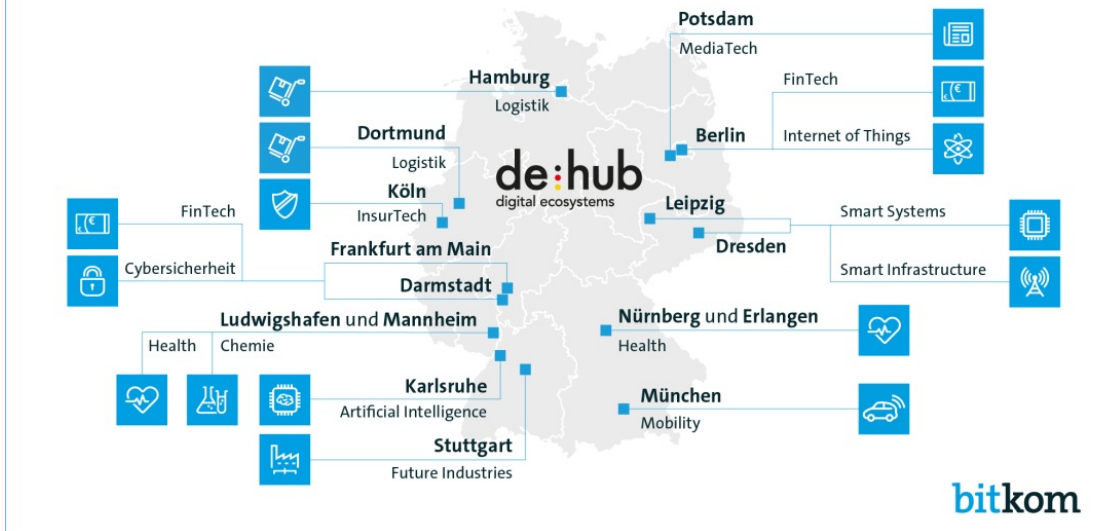 Potsdam
MediaTech
FinTech
Hamburg
Logistik
Dortmund
Logistik
Berlin
Internet of Things
de:hub
digital ecosystems
Köln
InsurTech
Leipzig
FinTech
Smart Systems
Dresden
Frankfurt am Main
Cybersicherheit
Smart Infrastructure
Darmstadt
Ludwigshafen und Mannheim
Health
Chemie
Nürnberg und Erlangen
Health
Karlsruhe
Artificial Intelligence
München
Mobility
Stuttgart
Future Industries
bitkom